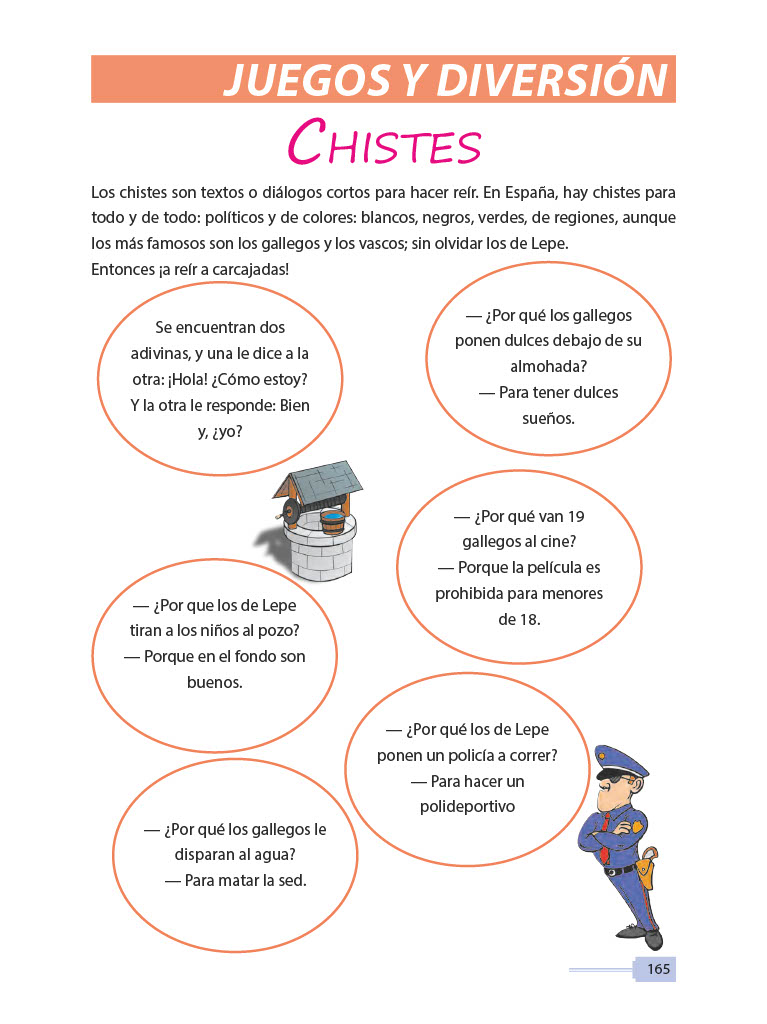 JUEGOS Y DIVERSIÓN
CHISTES
Los chistes son textos o diálogos cortos para hacer reír. En España, hay chistes para
todo y de todo: políticos y de colores: blancos, negros, verdes, de regiones, aunque
los más famosos son los gallegos y los vascos; sin olvidar los de Lepe.
Entonces ¡a reír a carcajadas!
Se encuentran dos
adivinas, y una le dice a la
otra: ¡Hola! ¿Cómo estoy?
Y la otra le responde: Bien
y, ¿yo?
— ¿Por qué los gallegos
ponen dulces debajo de su
almohada?
— Para tener dulces
sueños.
— ¿Por qué van 19
gallegos al cine?
— Porque la película es
prohibida para menores
de 18.
— ¿Por que los de Lepe
tiran a los niños al pozo?
— Porque en el fondo son
buenos.
— ¿Por qué los de Lepe
ponen un policía a correr?
— Para hacer un
polideportivo
— ¿Por qué los gallegos le
disparan al agua?
— Para matar la sed.
165